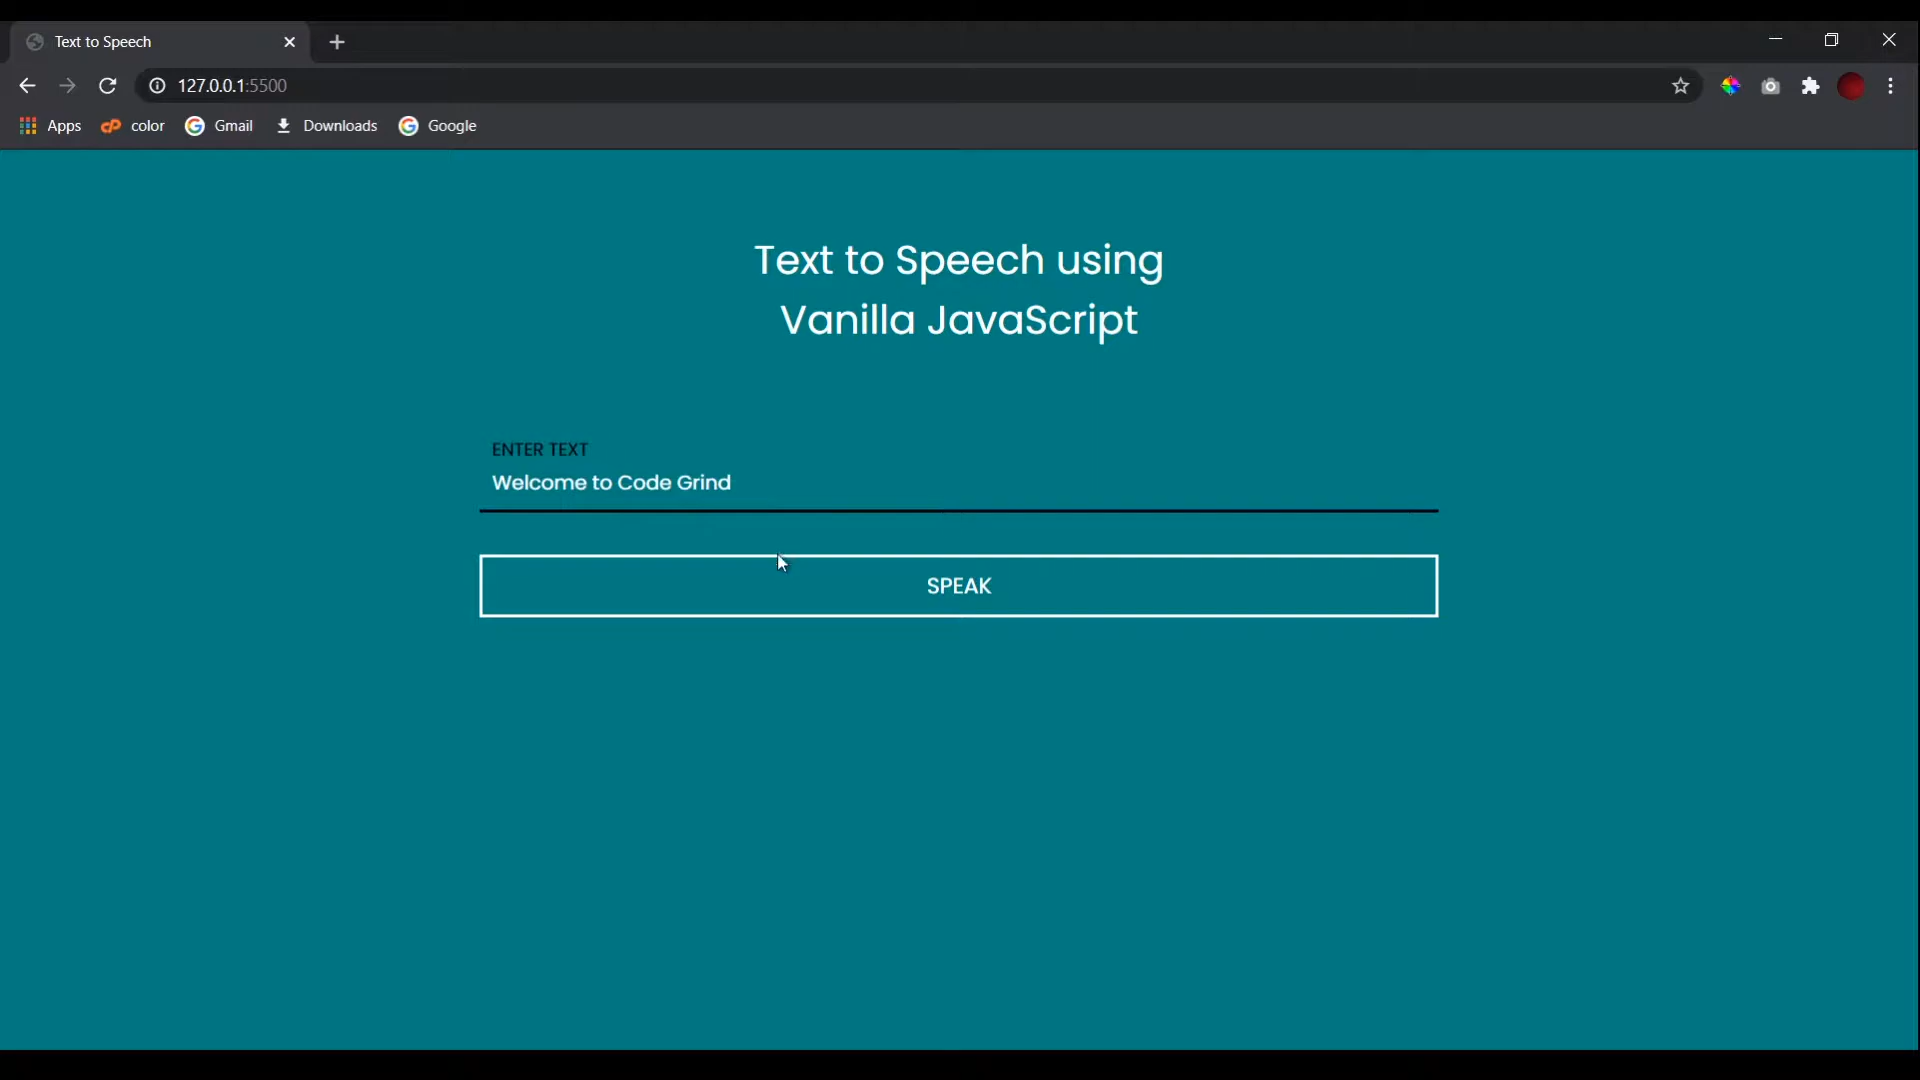 Text to Speech
127.0.0.1:5500
Apps color Gmail Downloads Google
Text to Speech using
Vanilla JavaScript
ENTER TEXT
Welcome to Code Grind
SPEAK